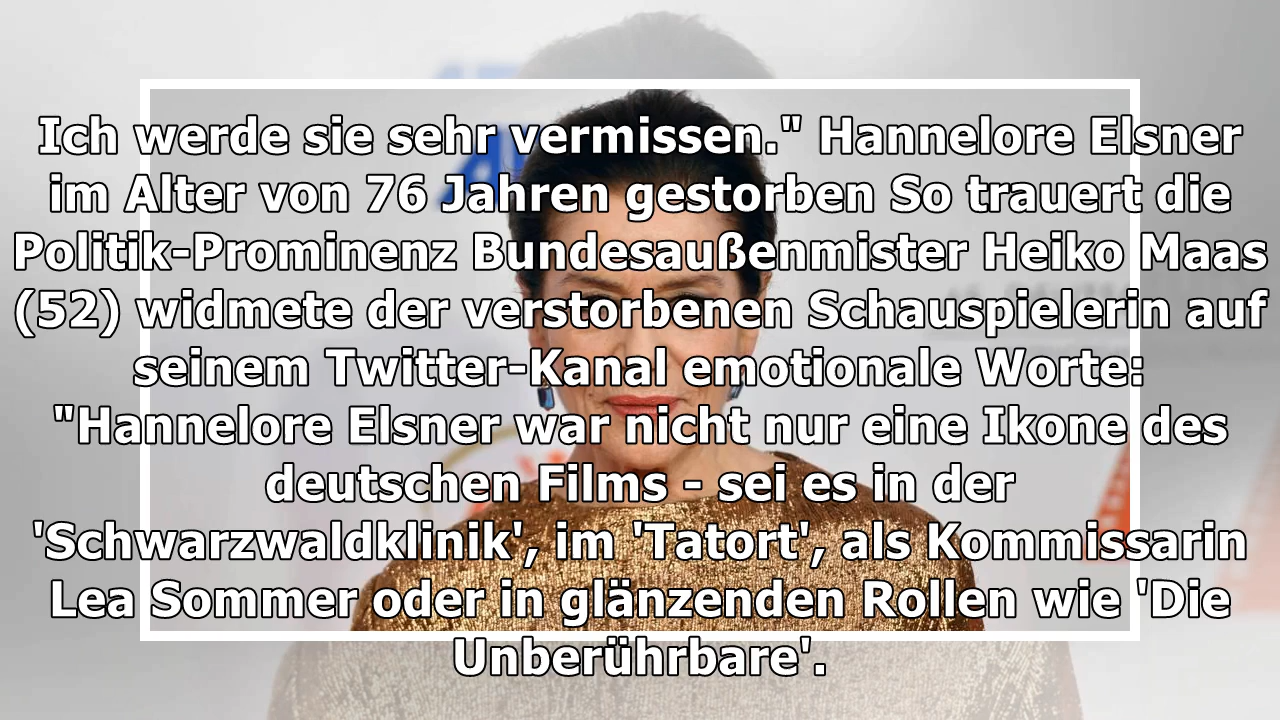 Ich werde sie sehr vermissen." Hannelore Elsner
im Alter von 76 Jahren gestorben So trauert die
Politik-Prominenz Bundesaußenmister Heiko Maas
(52) widmete der verstorbenen Schauspielerin auf
seinem Twitter-Kanal emotionale Worte:
"Hannelore Elsner war nicht nur eine Ikone des
deutschen Films - sei es in der
'Schwarzwaldklinik', im 'Tatort', als Kommissarin
Lea Sommer oder in glänzenden Rollen wie 'Die
Unberührbare'.